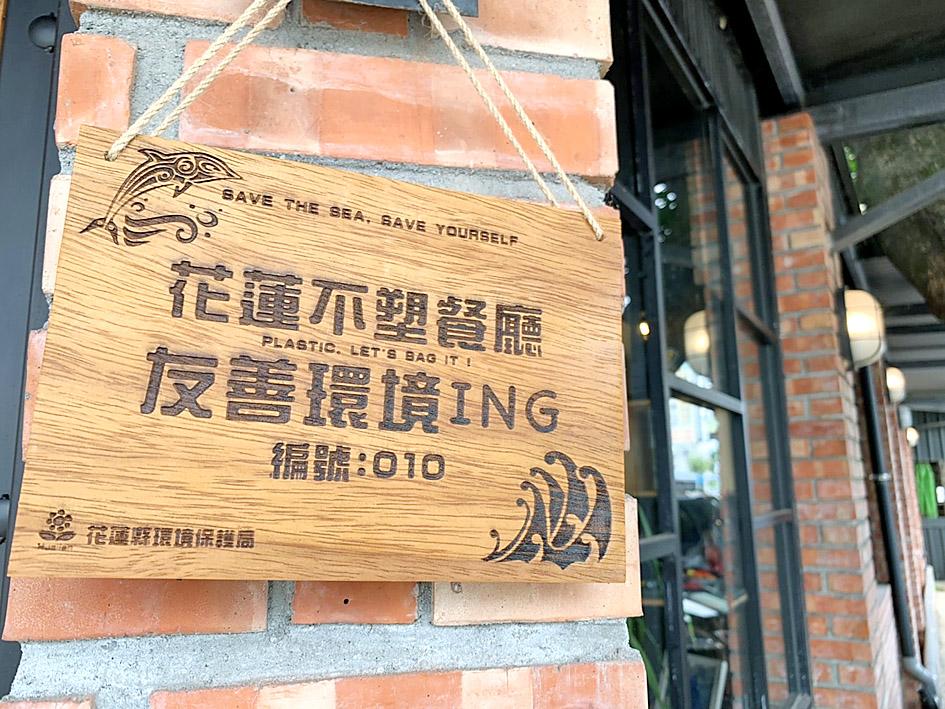 SAVE THE SEA, SAVE YOURSELF
花蓮不塑餐廳
PLASTIC, LET'S BAG IT !
友善環境ING
編號:010
Hualien
花蓮縣環境保護局